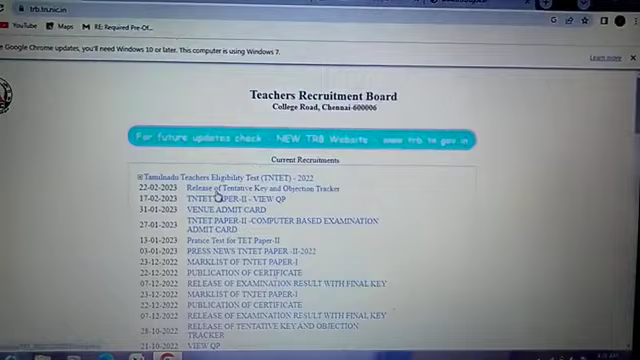 trb.tn.nic.in
YouTube Maps RE: Required Pre-Of...
e Google Chrome updates, you'll need Windows 10 or later. This computer is using Windows 7.
Learn more
Teachers Recruitment Board
College Road, Chennai-600006
For future updates check - NEW TRB Website - www.trb.tn.gov.in
Current Recruitments
Tamilnadu Teachers Eligibility Test (TNTET) - 2022
22-02-2023 Release of Tentative Key and Objection Tracker
17-02-2023 TNTET PAPER-II - VIEW QP
31-01-2023 VENUE ADMIT CARD
27-01-2023 TNTET PAPER-II -COMPUTER BASED EXAMINATION
ADMIT CARD
13-01-2023 Pratice Test for TET Paper-II
03-01-2023 PRESS NEWS TNTET PAPER -II-2022
23-12-2022 MARKLIST OF TNTET PAPER-I
22-12-2022 PUBLICATION OF CERTIFICATE
07-12-2022 RELEASE OF EXAMINATION RESULT WITH FINAL KEY
23-12-2022 MARKLIST OF TNTET PAPER-I
22-12-2022 PUBLICATION OF CERTIFICATE
07-12-2022 RELEASE OF EXAMINATION RESULT WITH FINAL KEY
28-10-2022 RELEASE OF TENTATIVE KEY AND OBJECTION
TRACKER
21-10-2022 VIEW QP